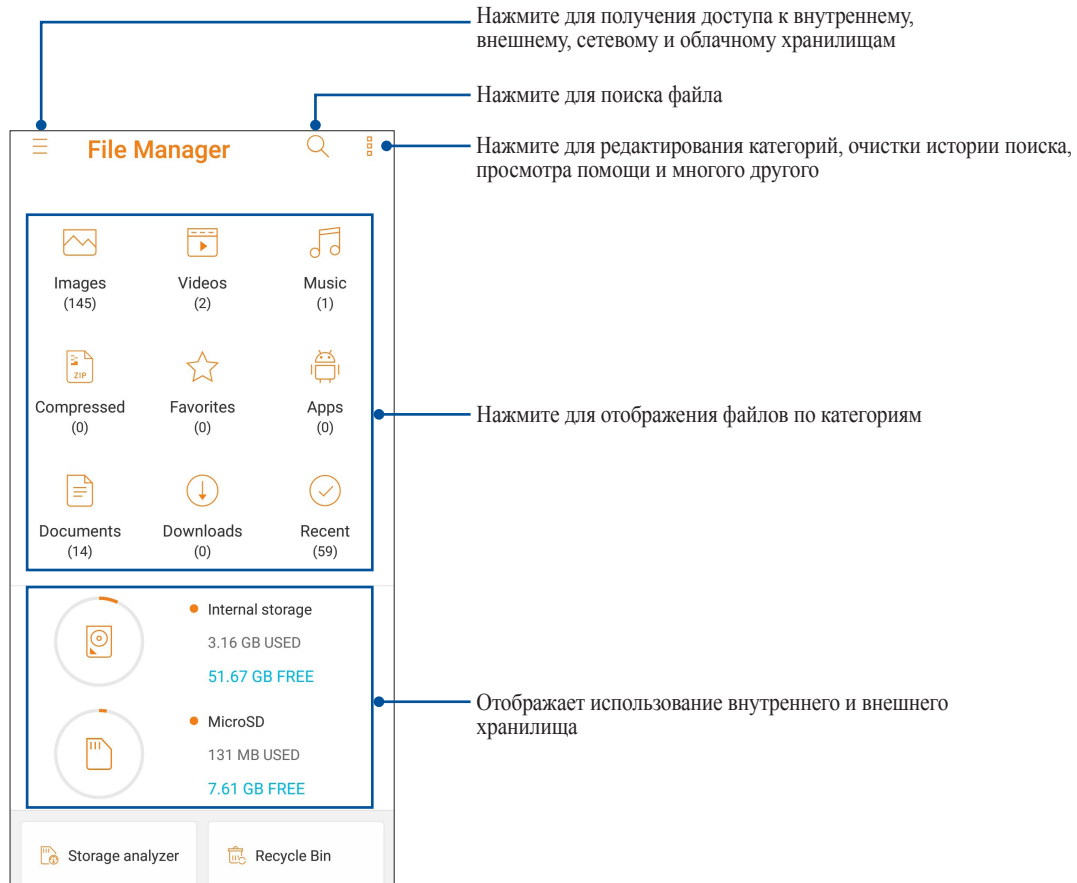 Нажмите для получения доступа к внутреннему,
внешнему, сетевому и облачному хранилищам
Нажмите для поиска файла
File Manager
Нажмите для редактирования категорий, очистки истории поиска,
просмотра помощи и многого другого
Images
(145)
Videos
(2)
Music
(1)
ZIP
Compressed
(0)
Favorites
(0)
Apps
(0)
Нажмите для отображения файлов по категориям
Documents
(14)
Downloads
(0)
Recent
(59)
Internal storage
3.16 GB USED
51.67 GB FREE
Отображает использование внутреннего и внешнего
хранилища
MicroSD
131 MB USED
7.61 GB FREE
Storage analyzer
Recycle Bin